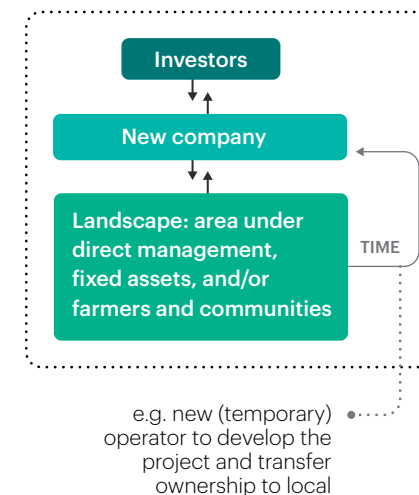 Investors
New company
Landscape: area under
direct management,
fixed assets, and/or
farmers and communities
TIME
e.g. new (temporary)
operator to develop the
project and transfer
ownership to local